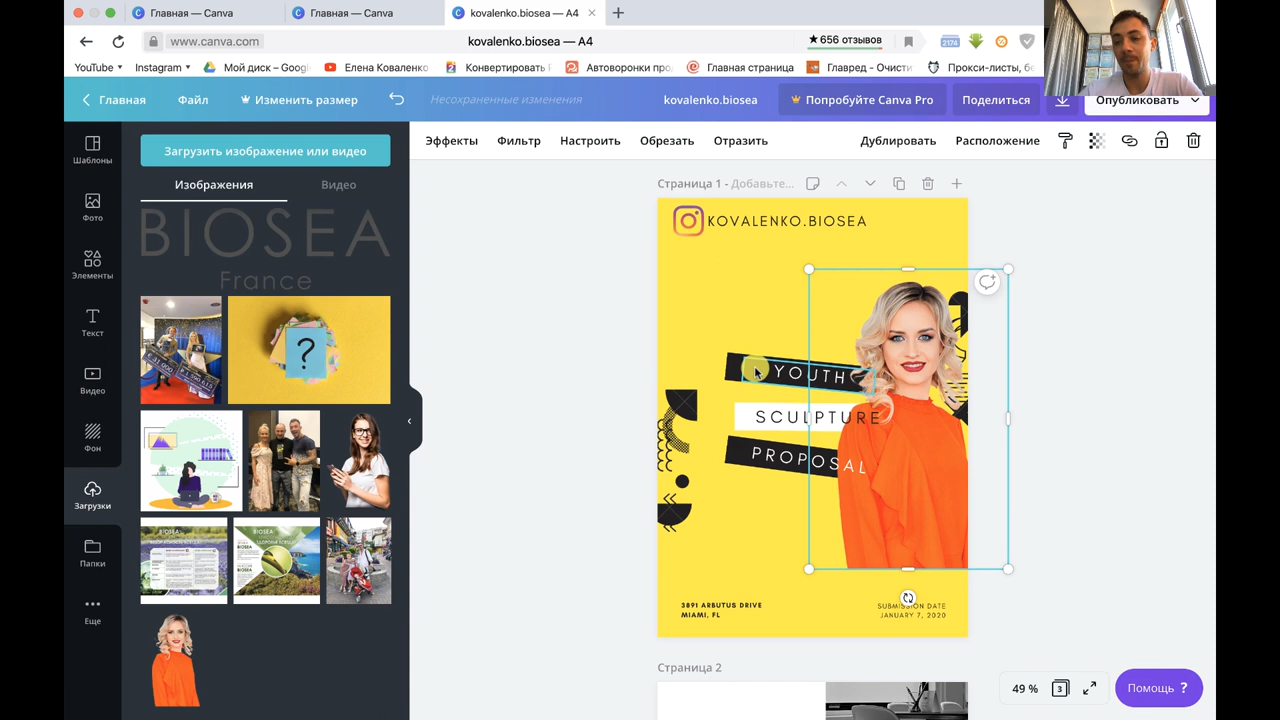 Главная — Canva
Главная — Canva
kovalenko.biosea — A4
www.canva.com
kovalenko.biosea — A4
★656 отзывов
2174
YouTube
Instagram
Мой диск – Googl
Елена Коваленко
Конвертировать F
Автоворонки про
Главная страница
Главред - Очисти
Прокси-листы, бе
Главная
Файл
Изменить размер
Несохраненные изменения
kovalenko.biosea
Попробуйте Canva Pro
Поделиться
Опубликовать
Шаблоны
Фото
Элементы
Текст
Видео
Фон
Загрузки
Папки
Еще
Загрузить изображение или видео
Изображения
Видео
BIOSEA
France
?
Эффекты
Фильтр
Настроить
Обрезать
Отразить
Дублировать
Расположение
Страница 1 - Добавьте...
KOVALENKO.BIOSEA
YOUTH
SCULPTURE
PROPOSAL
3891 ARBUTUS DRIVE
MIAMI, FL
SUBMISSION DATE
JANUARY 7, 2020
Страница 2
49 %
3
Помощь ?